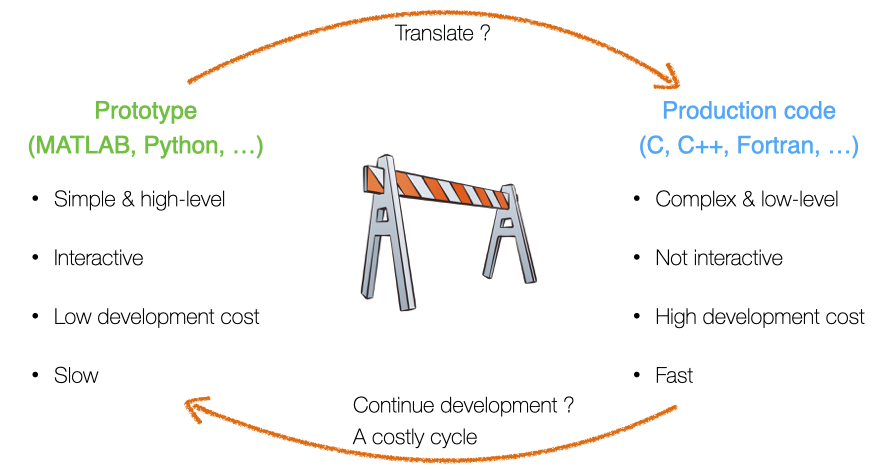 Translate ?
Prototype
(MATLAB, Python, …)
• Simple & high-level
• Interactive
• Low development cost
• Slow
Production code
(C, C++, Fortran, …)
• Complex & low-level
• Not interactive
• High development cost
• Fast
Continue development ?
A costly cycle